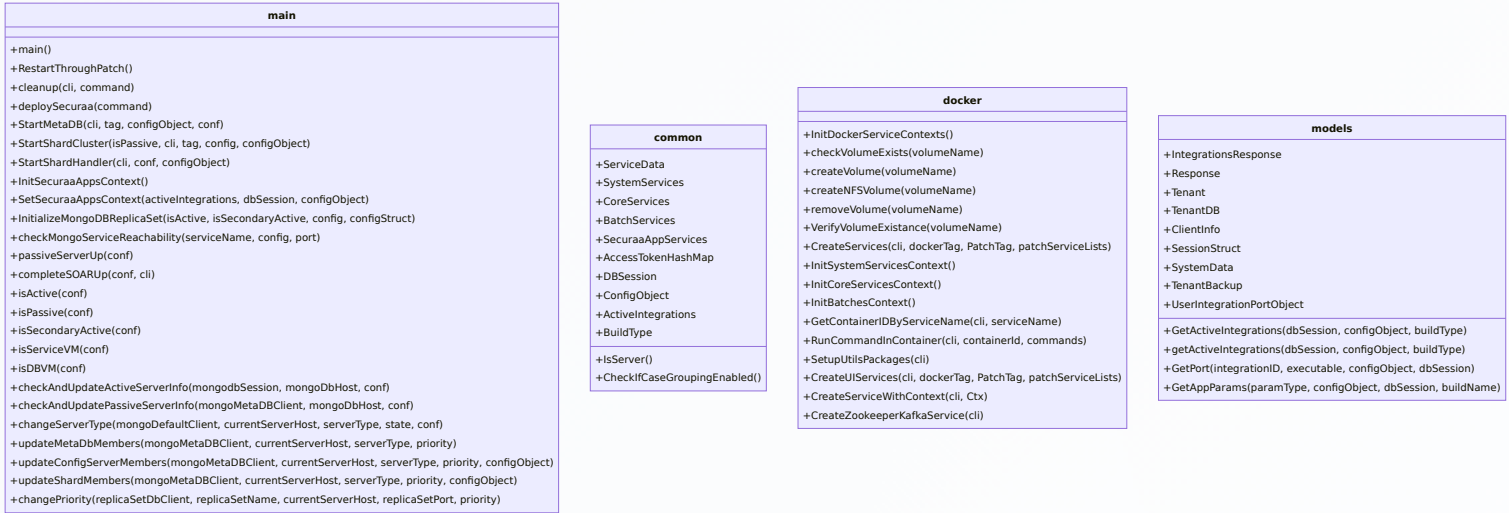 main
+main()
+RestartThroughPatch()
+cleanup(cli, command)
+deploySecuraa(command)
+StartMetaDB(cli, tag, configObject, conf)
+StartShardCluster(isPassive, cli, tag, config, configObject)
+StartShardHandler(cli, conf, configObject)
+InitSecuraaAppsContext()
+SetSecuraaAppsContext(activeIntegrations, dbSession, configObject)
+InitializeMongoDBReplicaSet(isActive, isSecondaryActive, config, configStruct)
+checkMongoServiceReachability(serviceName, config, port)
+passiveServerUp(conf)
+completeSOARUp(conf, cli)
+isActive(conf)
+isPassive(conf)
+isSecondaryActive(conf)
+isServiceVM(conf)
+isDBVM(conf)
+checkAndUpdateActiveServerInfo(mongodbSession, mongoDbHost, conf)
+checkAndUpdatePassiveServerInfo(mongoMetaDBClient, mongoDbHost, conf)
+changeServerType(mongoDefaultClient, currentServerHost, serverType, state, conf)
+updateMetaDbMembers(mongoMetaDBClient, currentServerHost, serverType, priority)
+updateConfigServerMembers(mongoMetaDBClient, currentServerHost, serverType, priority, configObject)
+updateShardMembers(mongoMetaDBClient, currentServerHost, serverType, priority, configObject)
+changePriority(replicaSetDbClient, replicaSetName, currentServerHost, replicaSetPort, priority)
common
+ServiceData
+SystemServices
+CoreServices
+BatchServices
+SecuraaAppServices
+AccessTokenHashMap
+DBSession
+ConfigObject
+ActiveIntegrations
+BuildType
+IsServer()
+CheckIfCaseGroupingEnabled()
docker
+InitDockerServiceContexts()
+checkVolumeExists(volumeName)
+createVolume(volumeName)
+createNFSVolume(volumeName)
+removeVolume(volumeName)
+VerifyVolumeExistance(volumeName)
+CreateServices(cli, dockerTag, PatchTag, patchServiceLists)
+InitSystemServicesContext()
+InitCoreServicesContext()
+InitBatchesContext()
+GetContainerIDByServiceName(cli, serviceName)
+RunCommandInContainer(cli, containerId, commands)
+SetupUtilsPackages(cli)
+CreateUIServices(cli, dockerTag, PatchTag, patchServiceLists)
+CreateServiceWithContext(cli, Ctx)
+CreateZookeeperKafkaService(cli)
models
+IntegrationsResponse
+Response
+Tenant
+TenantDB
+ClientInfo
+SessionStruct
+SystemData
+TenantBackup
+UserIntegrationPortObject
+GetActiveIntegrations(dbSession, configObject, buildType)
+getActiveIntegrations(dbSession, configObject, buildType)
+GetPort(integrationID, executable, configObject, dbSession)
+GetAppParams(paramType, configObject, dbSession, buildName)